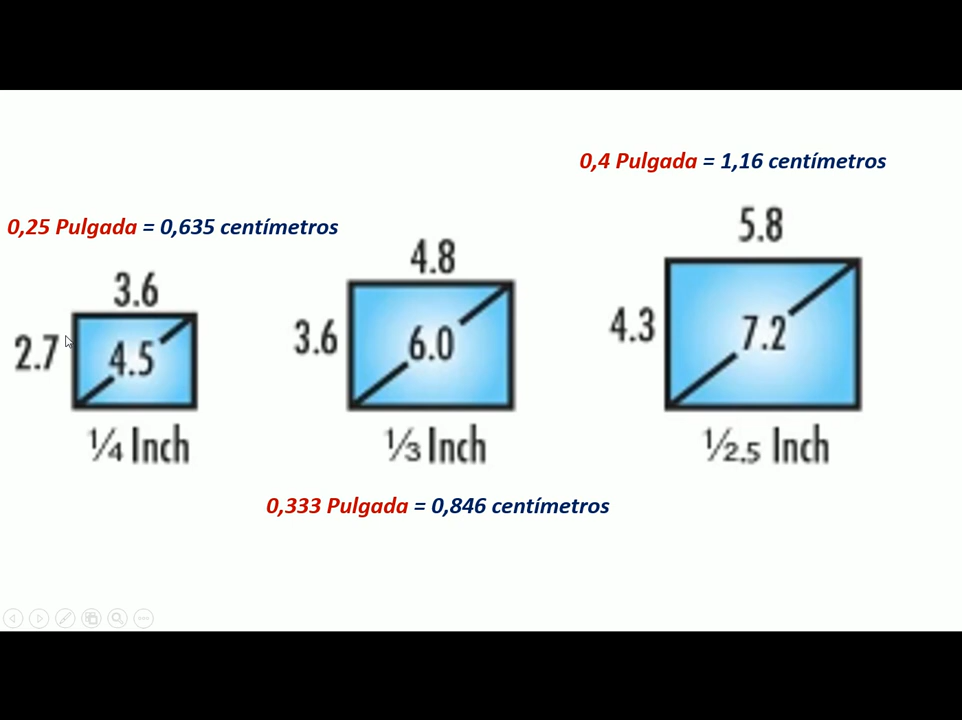 0,4 Pulgada = 1,16 centímetros
0,25 Pulgada = 0,635 centímetros
3.6
2.7
4.5
1/4 Inch
4.8
3.6
6.0
1/3 Inch
5.8
4.3
7.2
1/2.5 Inch
0,333 Pulgada = 0,846 centímetros